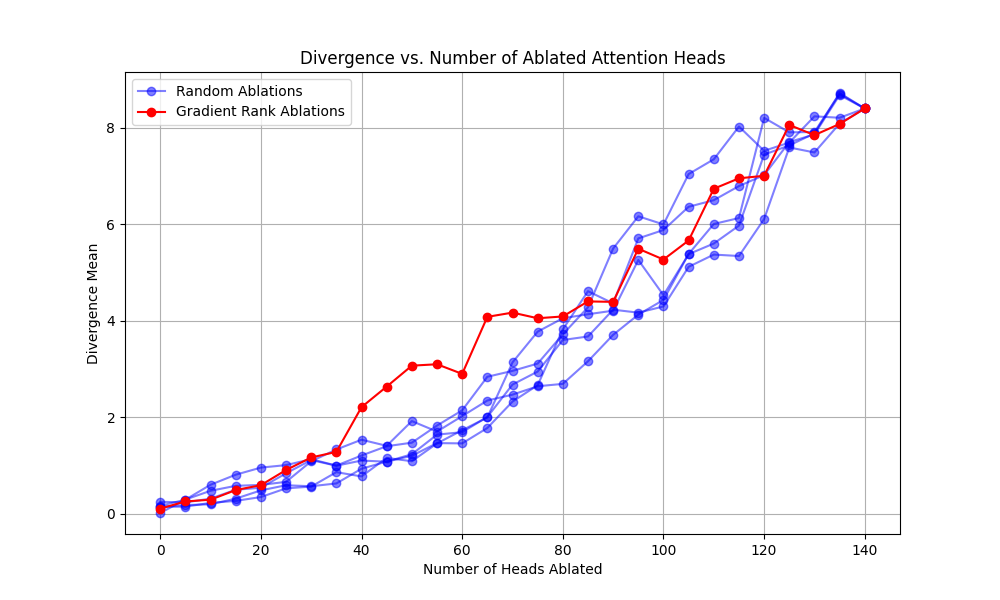 Divergence vs. Number of Ablated Attention Heads
Random Ablations
Gradient Rank Ablations
Divergence Mean
8
6
4
2
0
0 20 40 60 80 100 120 140
Number of Heads Ablated